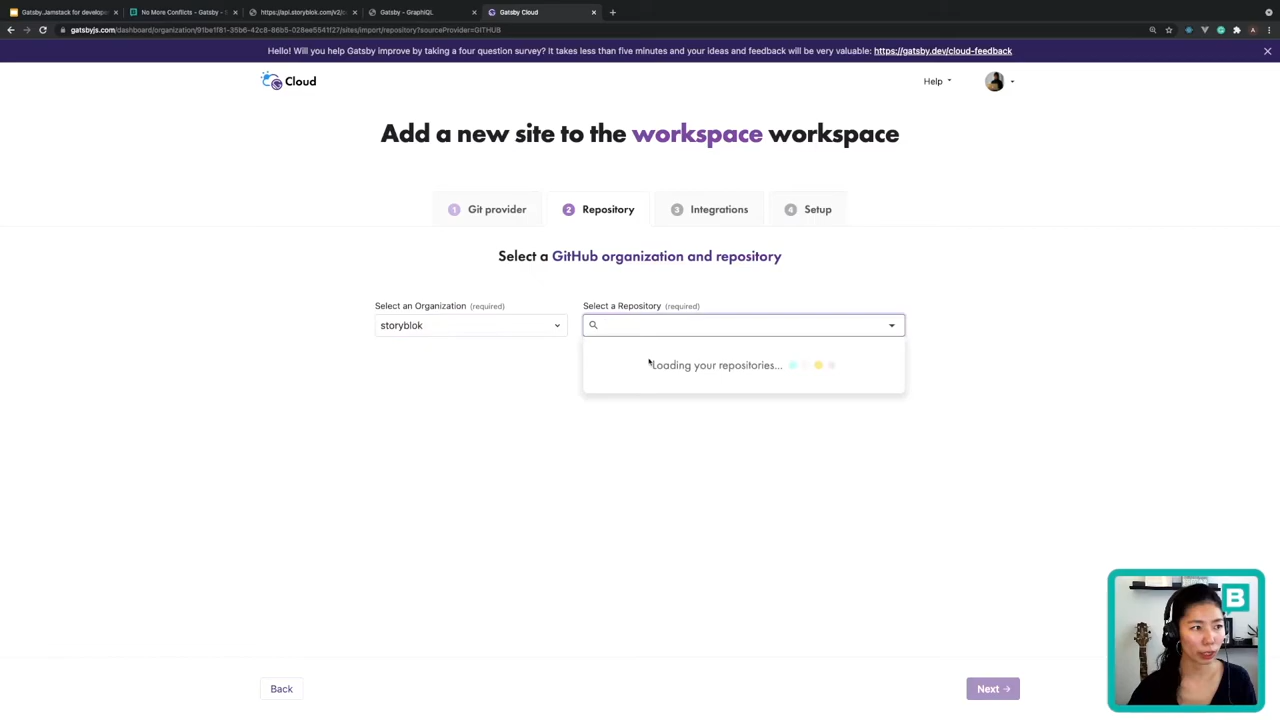 Gatsby.Jamstack for develope
No More Conflicts - Gatsby -
https://api.storyblok.com/v2/
Gatsby - GraphiQL
Gatsby Cloud
gatsbyjs.com/dashboard/organization/91be1f81-35b6-42c8-86b5-028ee5541f27/sites/import/repository?sourceProvider=GITHUB
Hello! Will you help Gatsby improve by taking a four question survey? It takes less than five minutes and your ideas and feedback will be very valuable: https://gatsby.dev/cloud-feedback
Cloud
Help
Add a new site to the workspace workspace
1 Git provider
2 Repository
3 Integrations
4 Setup
Select a GitHub organization and repository
Select an Organization (required)
Select a Repository (required)
storyblok
Loading your repositories...
B
Back
Next →